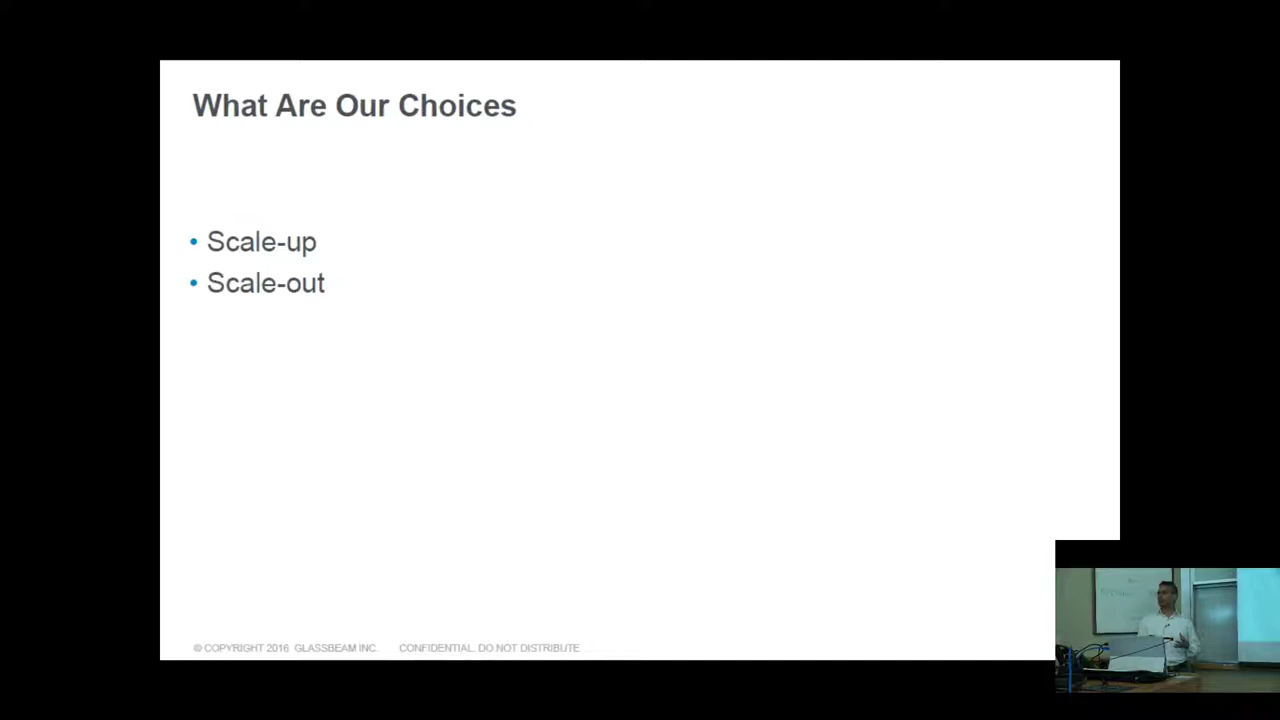 What Are Our Choices
• Scale-up
• Scale-out
© COPYRIGHT 2016 GLASSBEAM INC. CONFIDENTIAL. DO NOT DISTRIBUTE